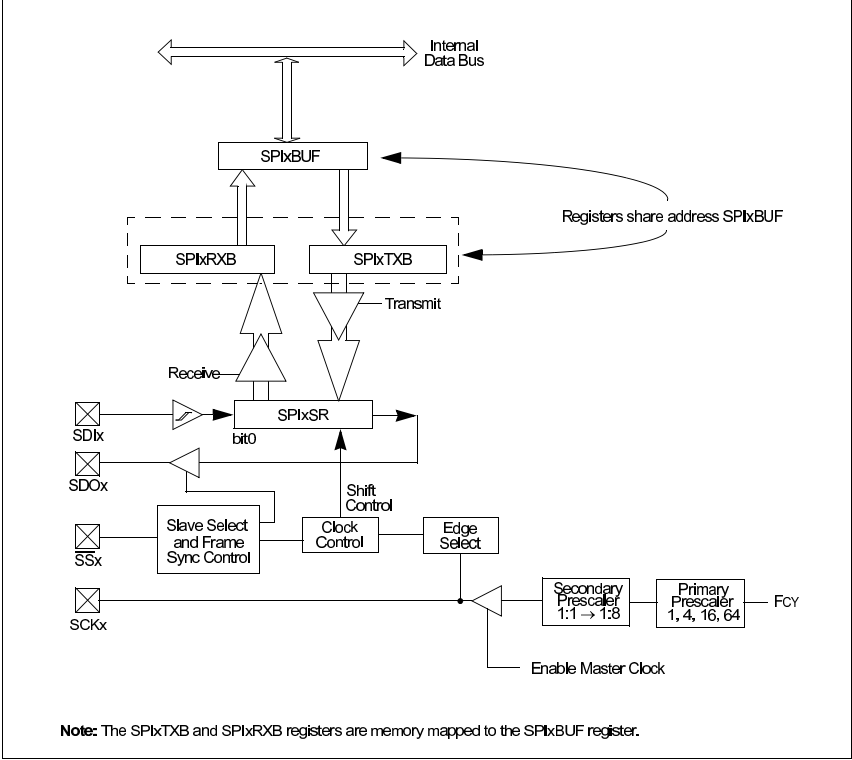 Internal
Data Bus
SPIxBUF
Registers share address SPIxBUF
SPIxRXB
SPIxTXB
Transmit
Receive
SPIxSR
bit0
SDIx
SDOx
Shift
Control
Slave Select
and Frame
Sync Control
Clock
Control
Edge
Select
SSx
Secondary
Prescaler
1:1 → 1:8
Primary
Prescaler
1, 4, 16, 64
FCY
SCKx
Enable Master Clock
Note: The SPIxTXB and SPIxRXB registers are memory mapped to the SPIxBUF register.